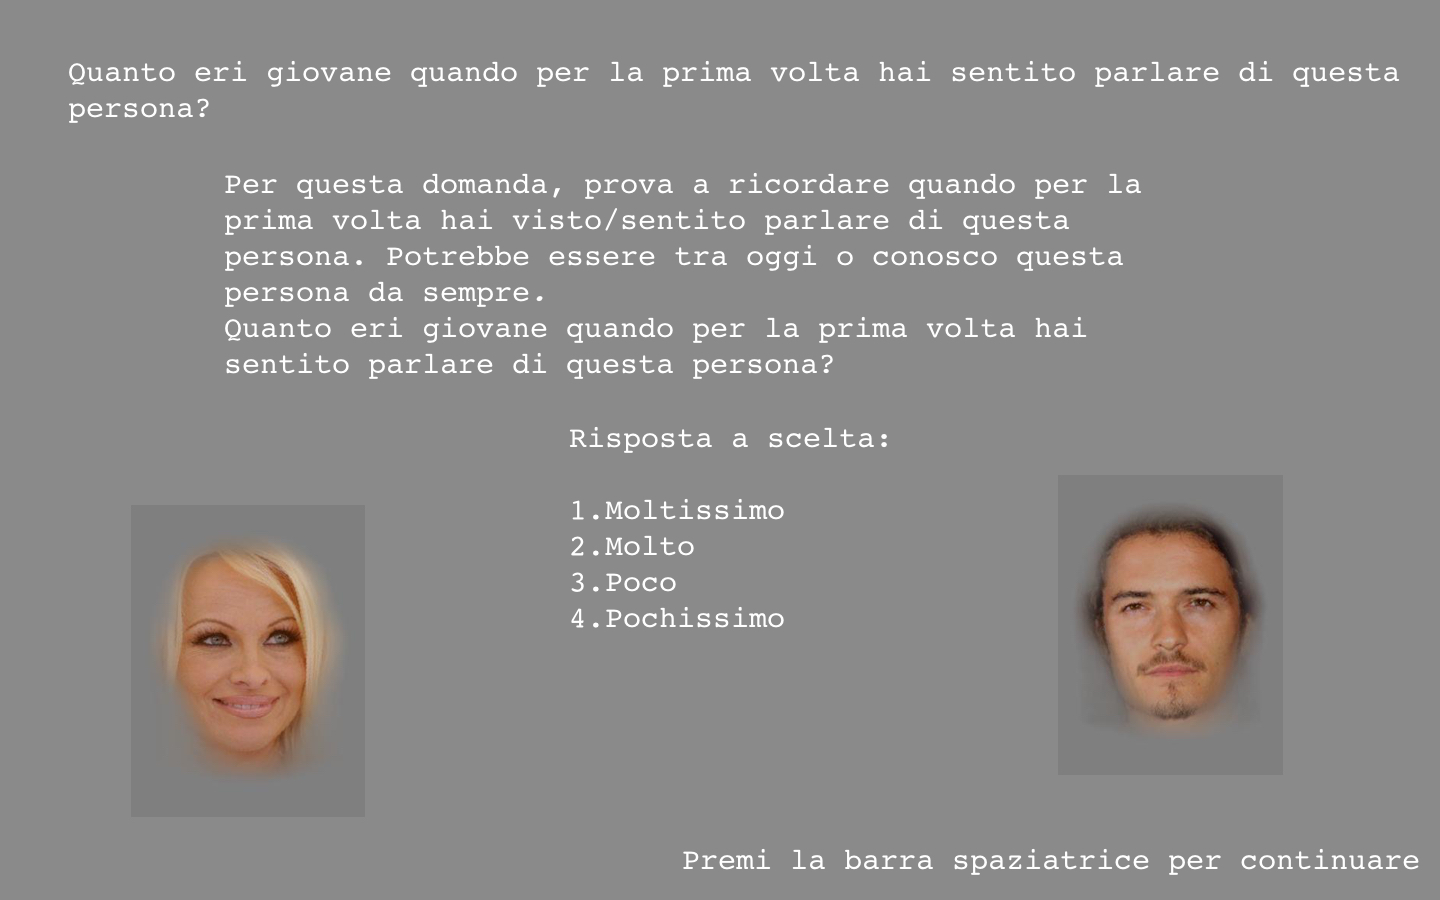 Quanto eri giovane quando per la prima volta hai sentito parlare di questa
persona?
Per questa domanda, prova a ricordare quando per la
prima volta hai visto/sentito parlare di questa
persona. Potrebbe essere tra oggi o conosco questa
persona da sempre.
Quanto eri giovane quando per la prima volta hai
sentito parlare di questa persona?
Risposta a scelta:
1.Moltissimo
2.Molto
3.Poco
4.Pochissimo
Premi la barra spaziatrice per continuare